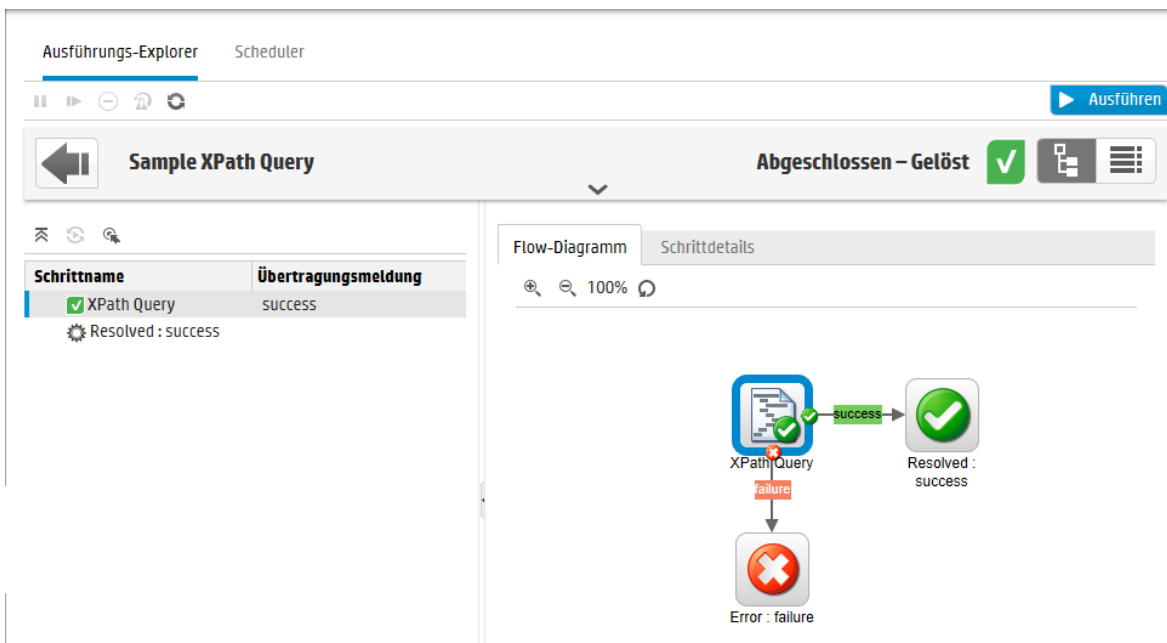 Ausführungs-Explorer Scheduler
Ausführen
Sample XPath Query Abgeschlossen – Gelöst
Flow-Diagramm Schrittdetails
Schrittname Übertragungsmeldung
100%
XPath Query success
Resolved : success
success
XPath Query
Resolved :
success
failure
Error : failure